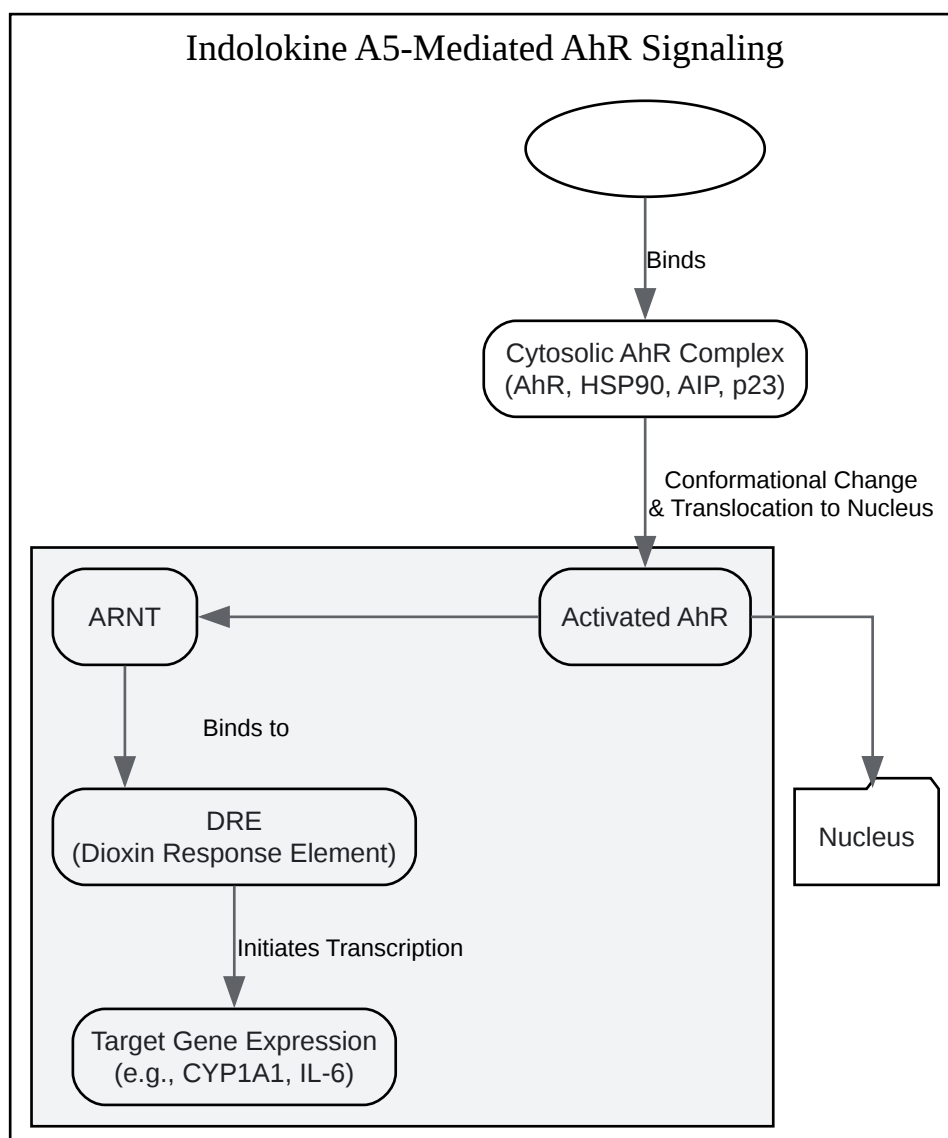 Indolokine A5-Mediated AhR Signaling
Binds
Cytosolic AhR Complex
(AhR, HSP90, AIP, p23)
Conformational Change
& Translocation to Nucleus
ARNT
Activated AhR
Binds to
DRE
(Dioxin Response Element)
Nucleus
Initiates Transcription
Target Gene Expression
(e.g., CYP1A1, IL-6)